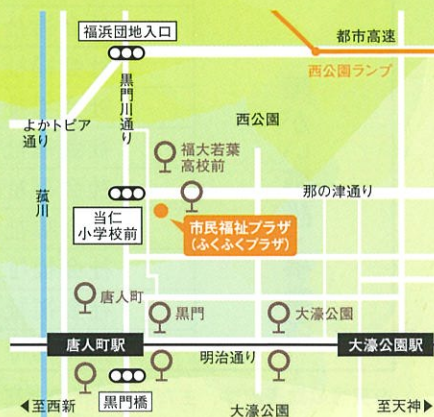 福浜団地入口
都市高速
西公園ランプ
黒門川通り
よかトピア
通り
西公園
福大若葉
高校前
菰川
那の津通り
当仁
小学校前
市民福祉プラザ
(ふくふくプラザ)
唐人町
黒門
大濠公園
唐人町駅
大濠公園駅
明治通り
黒門橋
◀至西新
大濠公園
至天神▶